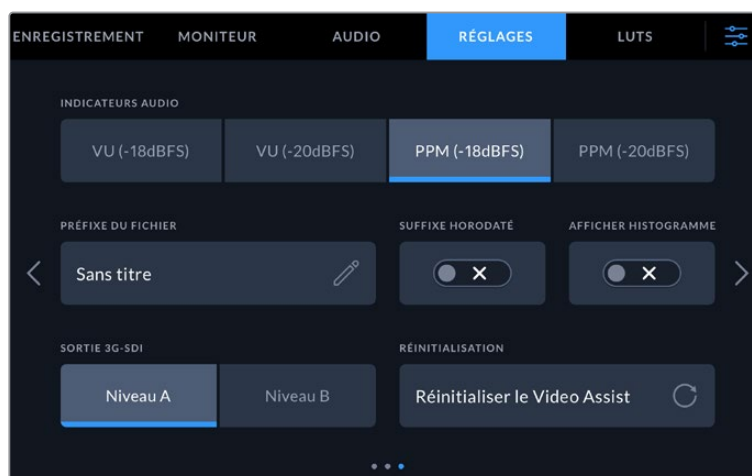 ENREGISTREMENT MONITEUR AUDIO RÉGLAGES LUTS
INDICATEURS AUDIO
VU (-18dBFS) VU (-20dBFS) PPM (-18dBFS) PPM (-20dBFS)
PRÉFIXE DU FICHIER SUFFIXE HORODATÉ AFFICHER HISTOGRAMME
Sans titre
SORTIE 3G-SDI RÉINITIALISATION
Niveau A Niveau B Réinitialiser le Video Assist